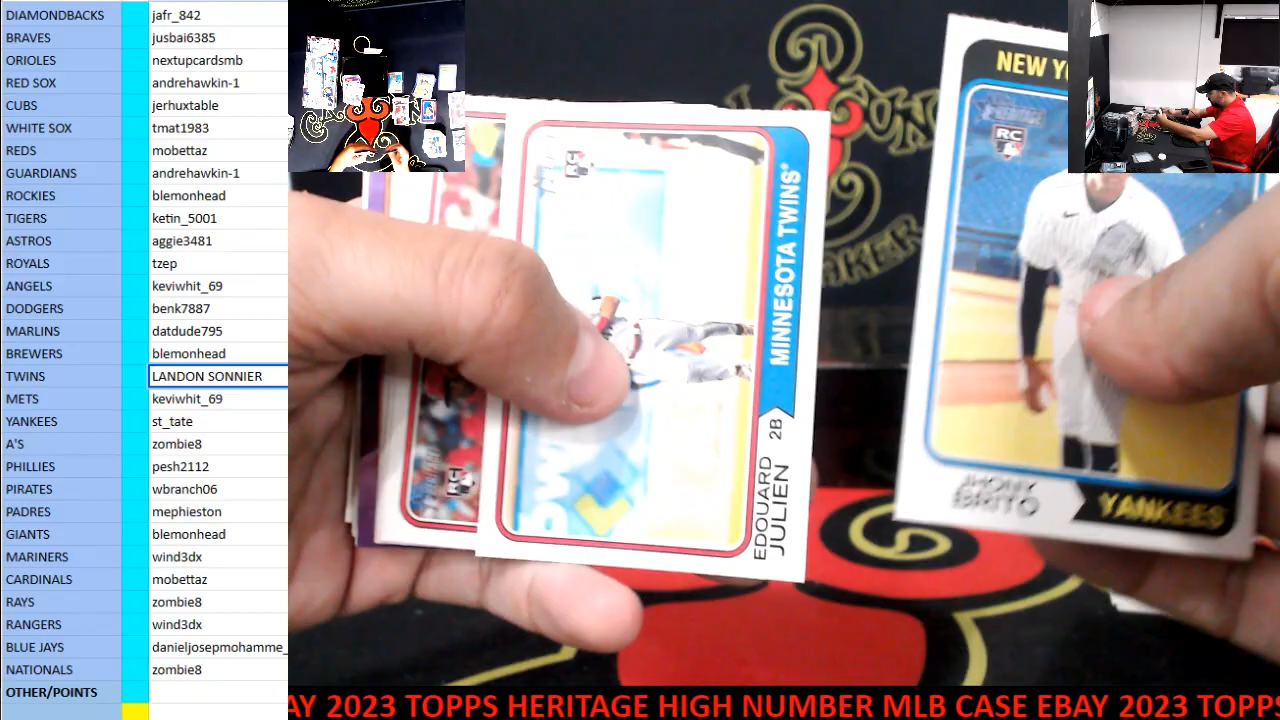 DIAMONDBACKS jafr_842
BRAVES jusbai6385
ORIOLES nextupcardsmb
RED SOX andrehawkin-1
CUBS jerhuxtable
WHITE SOX tmat1983
REDS mobettaz
GUARDIANS andrehawkin-1
ROCKIES blemonhead
TIGERS ketin_5001
ASTROS aggie3481
ROYALS tzep
ANGELS keviwhit_69
DODGERS benk7887
MARLINS datdude795
BREWERS blemonhead
TWINS LANDON SONNIER
METS keviwhit_69
YANKEES st_tate
A'S zombie8
PHILLIES pesh2112
PIRATES wbranch06
PADRES mephieston
GIANTS blemonhead
MARINERS wind3dx
CARDINALS mobettaz
RAYS zombie8
RANGERS wind3dx
BLUE JAYS danieljosepmohamme_
NATIONALS zombie8
OTHER/POINTS
MINNESOTA TWINS
EDOUARD
JULIEN 2B
NEW Y
RC
JHONY
BRITO
YANKEES
AY 2023 TOPPS HERITAGE HIGH NUMBER MLB CASE EBAY 2023 TOPPS